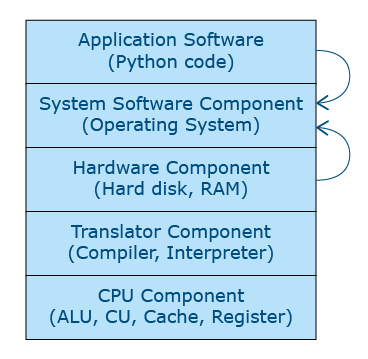 Application Software
(Python code)
System Software Component
(Operating System)
Hardware Component
(Hard disk, RAM)
Translator Component
(Compiler, Interpreter)
CPU Component
(ALU, CU, Cache, Register)